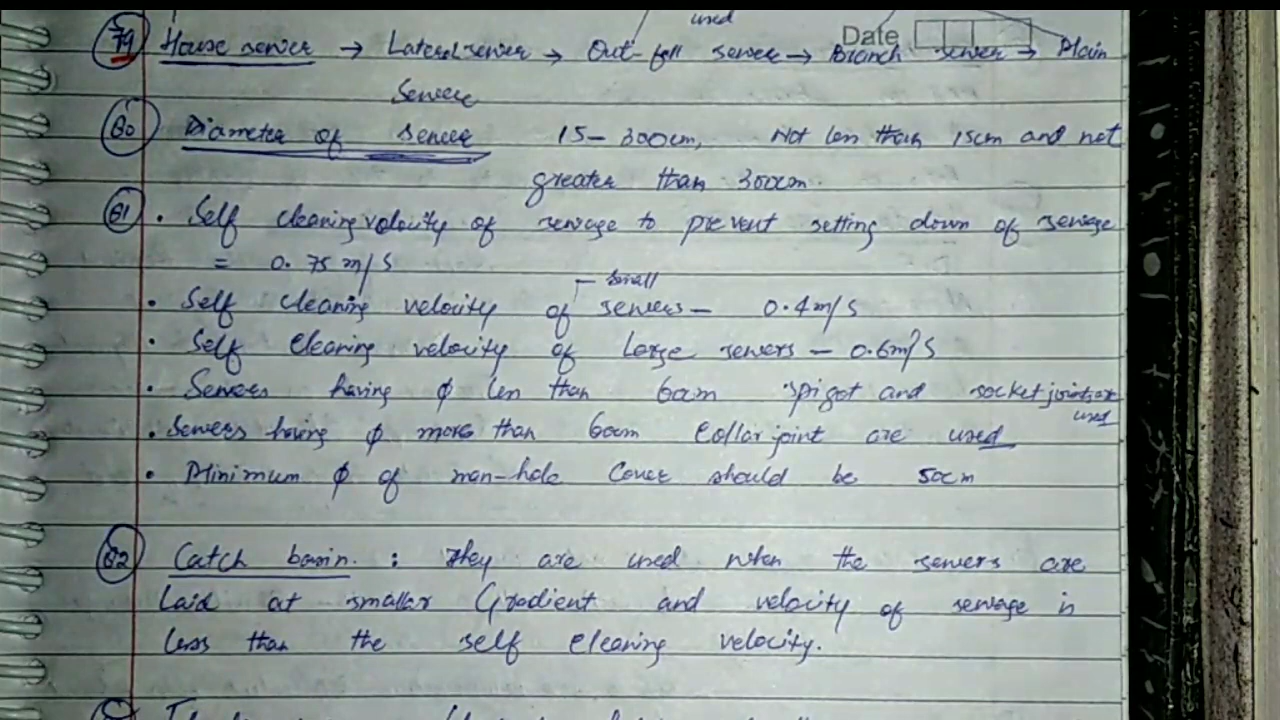 used
Date
79 House sewer → Lateral sewer → Out-fall sewer → Branch sewer → Main
Sewer
80 Diameter of sewer 15-300cm, Not less than 15cm and not
greater than 300cm.
81 • Self cleaning velocity of sewage to prevent setting down of sewage
= 0.75 m/s
small
• Self cleaning velocity of sewers - 0.4m/s
• Self cleaning velocity of large sewers - 0.6m/s
• Sewers having ϕ less than 60cm spigot and socket joint are
used
• Sewers having ϕ more than 60cm Collar joint are used
• Minimum ϕ of man-hole cover should be 50cm
82 Catch basin. : They are used when the sewers are
laid at smaller Gradient and velocity of sewage is
less than the self cleaning velocity.